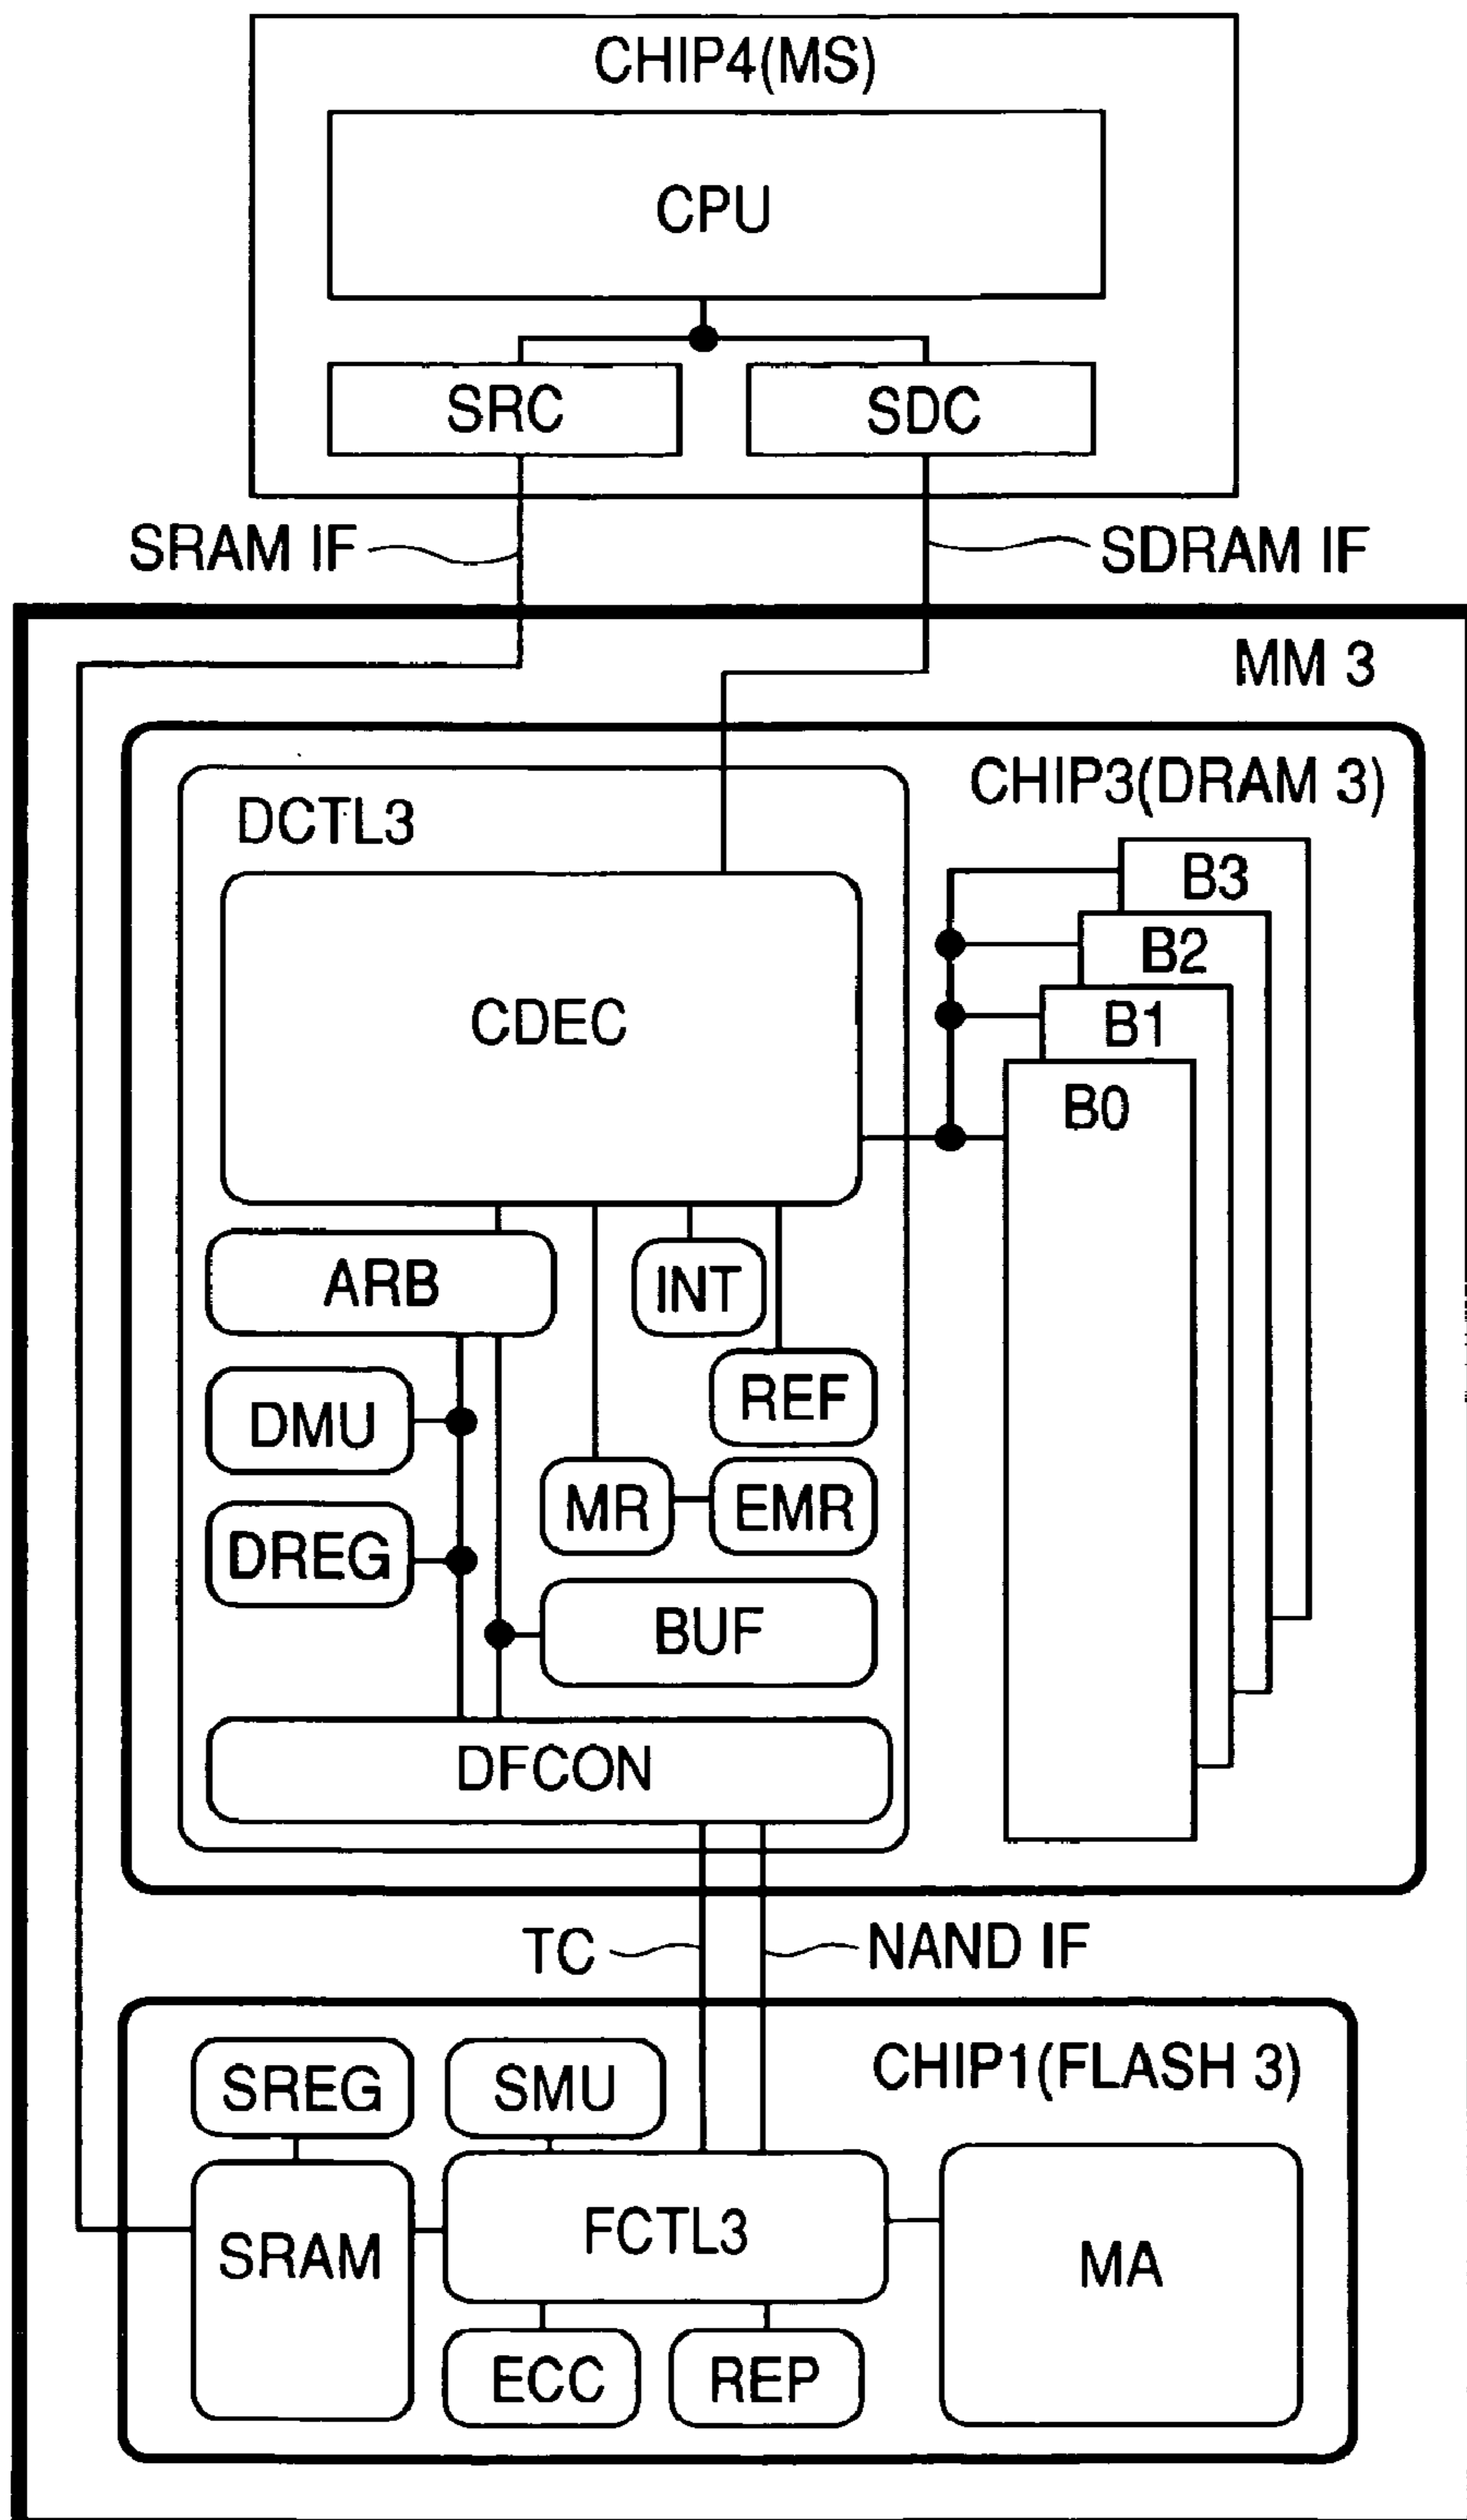 CHIP4(MS)
CPU
SRC
SDC
SRAM IF
SDRAM IF
MM 3
CHIP3(DRAM 3)
DCTL3
B3
B2
B1
B0
CDEC
ARB
INT
REF
DMU
MR
EMR
DREG
BUF
DFCON
TC
NAND IF
CHIP1(FLASH 3)
SREG
SMU
SRAM
FCTL3
MA
ECC
REP